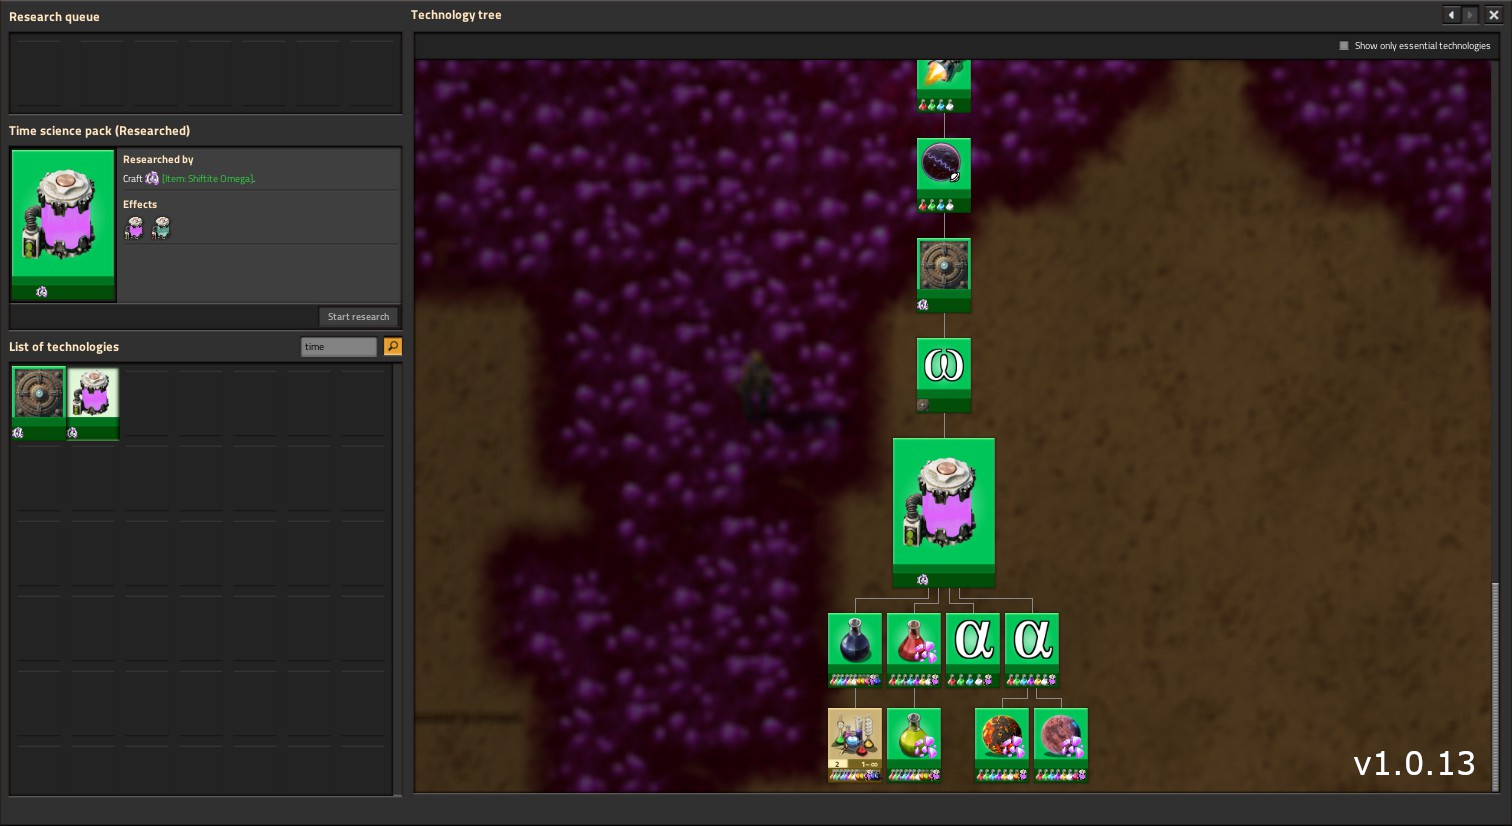 Research queue
Technology tree
Show only essential technologies
Time science pack (Researched)
Researched by
Craft [Item: Shiftite Omega].
Effects
Start research
List of technologies
time
ω
α α
2 1-∞
v1.0.13